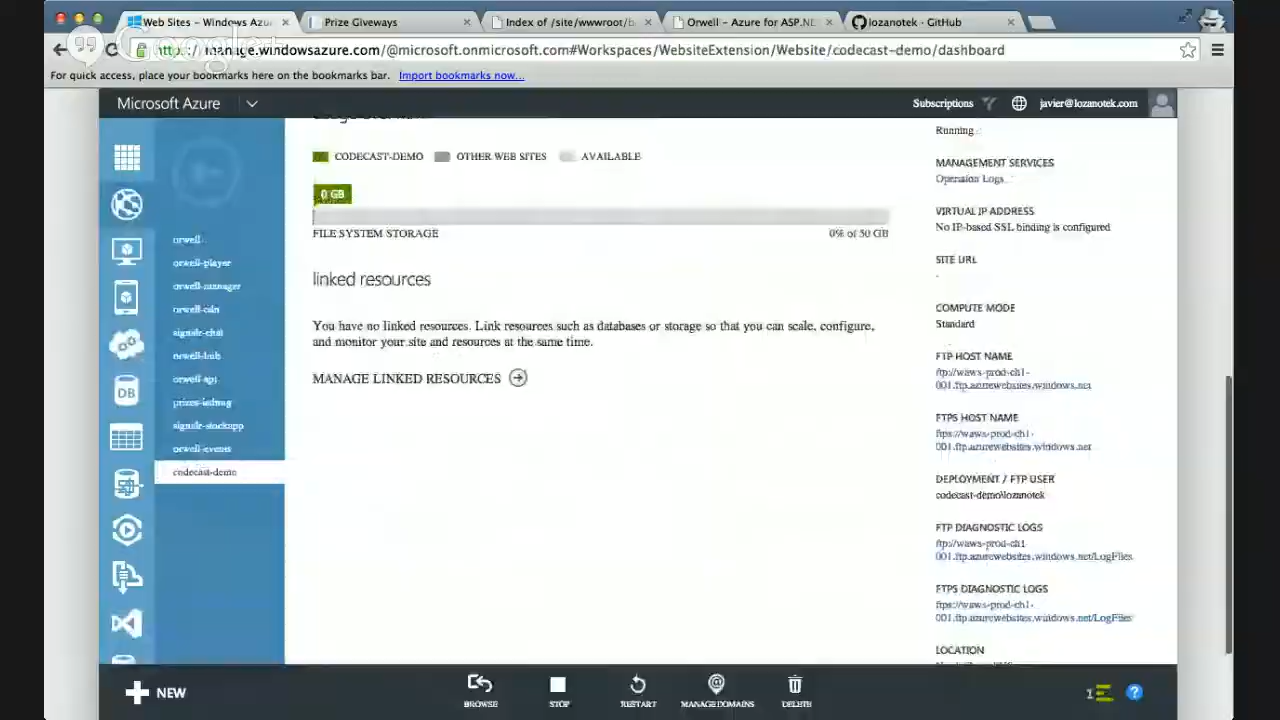 Web Sites - Windows Azu
Prize Giveways
Index of /site/wwwroot/b
Orwell - Azure for ASP.NE
lozanotek · GitHub
https://manage.windowsazure.com/@microsoft.onmicrosoft.com#Workspaces/WebsiteExtension/Website/codecast-demo/dashboard
For quick access, place your bookmarks here on the bookmarks bar. Import bookmarks now...
Microsoft Azure
Subscriptions
javier@lozanotek.com
orwell
orwell-player
orwell-manager
orwell-cdn
signalr-chat
orwell-hub
orwell-api
signalr-stockapp
orwell-events
codecast-demo
CODECAST-DEMO
OTHER WEB SITES
AVAILABLE
0 GB
FILE SYSTEM STORAGE
0% of 50 GB
linked resources
You have no linked resources. Link resources such as databases or storage so that you can scale, configure,
and monitor your site and resources at the same time.
MANAGE LINKED RESOURCES
Running
MANAGEMENT SERVICES
Operation Logs
VIRTUAL IP ADDRESS
No IP-based SSL binding is configured
SITE URL
COMPUTE MODE
Standard
FTP HOST NAME
ftp://waws-prod-ch1-
001.ftp.azurewebsites.windows.net
FTPS HOST NAME
ftps://waws-prod-ch1-
001.ftp.azurewebsites.windows.net
DEPLOYMENT / FTP USER
codecast-demo\lozanotek
FTP DIAGNOSTIC LOGS
ftp://waws-prod-ch1-
001.ftp.azurewebsites.windows.net/LogFiles
FTPS DIAGNOSTIC LOGS
ftps://waws-prod-ch1-
001.ftp.azurewebsites.windows.net/LogFiles
LOCATION
DB
NEW
BROWSE
STOP
RESTART
MANAGE DOMAINS
DELETE
1
?